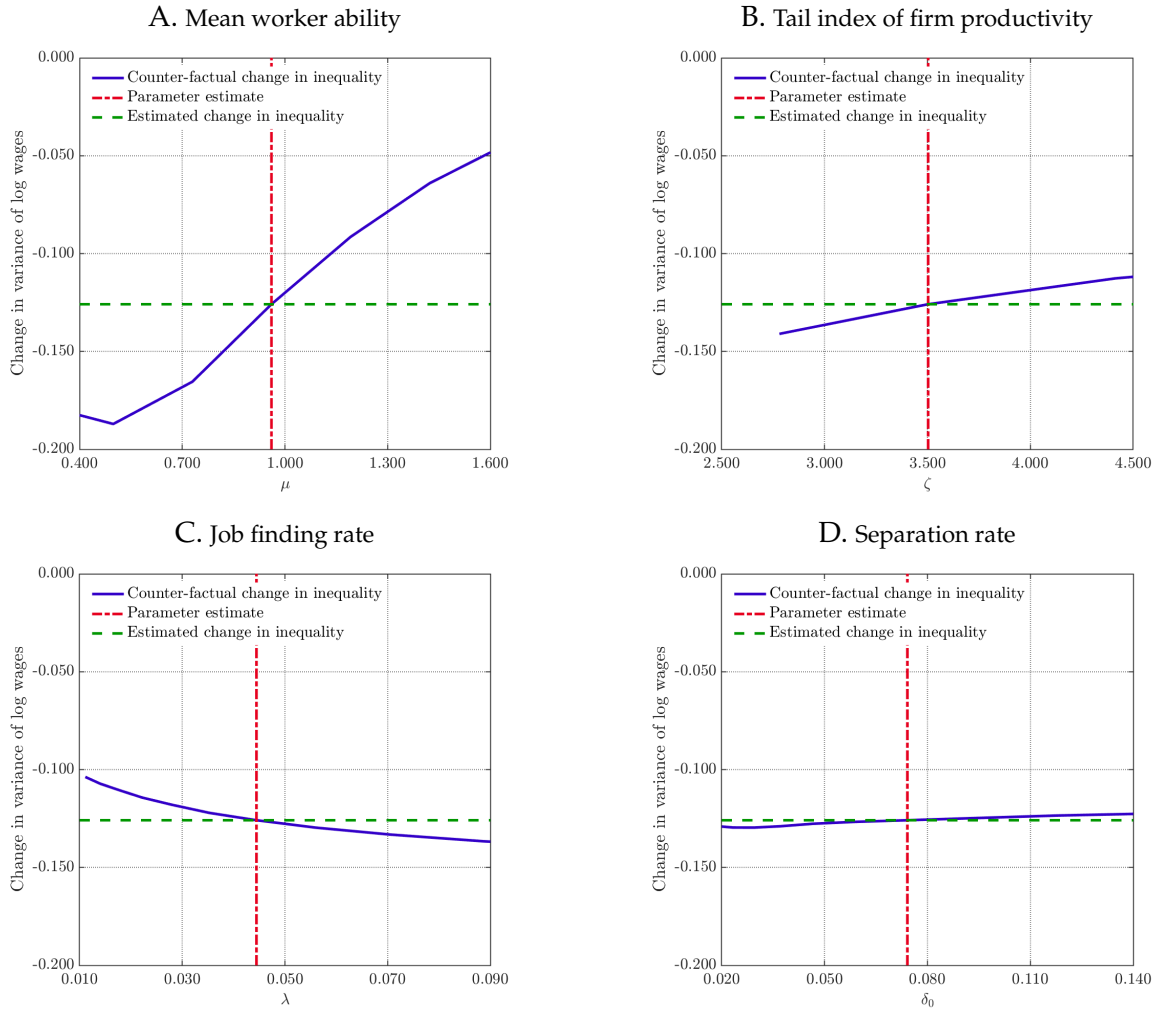 A. Mean worker ability
Counter-factual change in inequality
Parameter estimate
Estimated change in inequality
Change in variance of log wages
0.000
-0.050
-0.100
-0.150
-0.200
0.400 0.700 1.000 1.300 1.600
μ
B. Tail index of firm productivity
Counter-factual change in inequality
Parameter estimate
Estimated change in inequality
Change in variance of log wages
0.000
-0.050
-0.100
-0.150
-0.200
2.500 3.000 3.500 4.000 4.500
ζ
C. Job finding rate
Counter-factual change in inequality
Parameter estimate
Estimated change in inequality
Change in variance of log wages
0.000
-0.050
-0.100
-0.150
-0.200
0.010 0.030 0.050 0.070 0.090
λ
D. Separation rate
Counter-factual change in inequality
Parameter estimate
Estimated change in inequality
Change in variance of log wages
0.000
-0.050
-0.100
-0.150
-0.200
0.020 0.050 0.080 0.110 0.140
δ₀